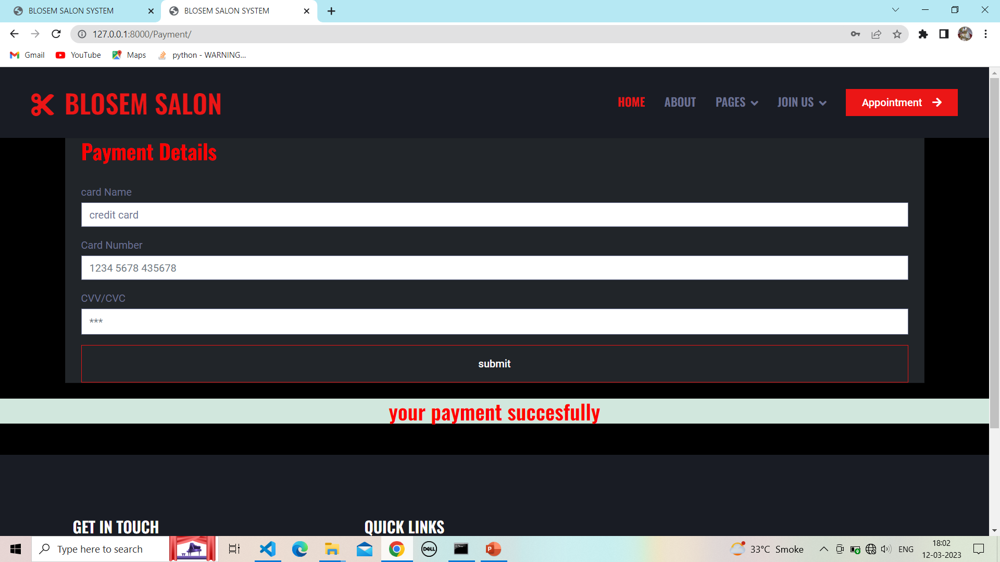 BLOSEM SALON SYSTEM
BLOSEM SALON SYSTEM
127.0.0.1:8000/Payment/
Gmail YouTube Maps python - WARNING...
BLOSEM SALON
HOME ABOUT PAGES JOIN US Appointment
Payment Details
card Name
credit card
Card Number
1234 5678 435678
CVV/CVC
***
submit
your payment succesfully
GET IN TOUCH QUICK LINKS
Type here to search
DELL
P
33°C Smoke
ENG
18:02
12-03-2023